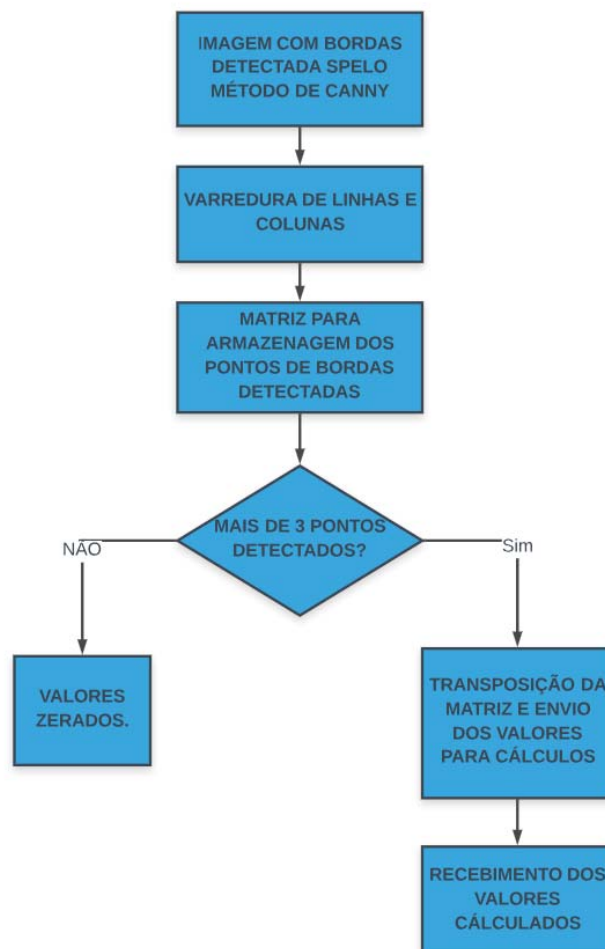 IMAGEM COM BORDAS
DETECTADA SPELO
MÉTODO DE CANNY
VARREDURA DE LINHAS E
COLUNAS
MATRIZ PARA
ARMAZENAGEM DOS
PONTOS DE BORDAS
DETECTADAS
MAIS DE 3 PONTOS
DETECTADOS?
NÃO
Sim
VALORES
ZERADOS.
TRANSPOSIÇÃO DA
MATRIZ E ENVIO
DOS VALORES
PARA CÁLCULOS
RECEBIMENTO DOS
VALORES
CÁLCULADOS